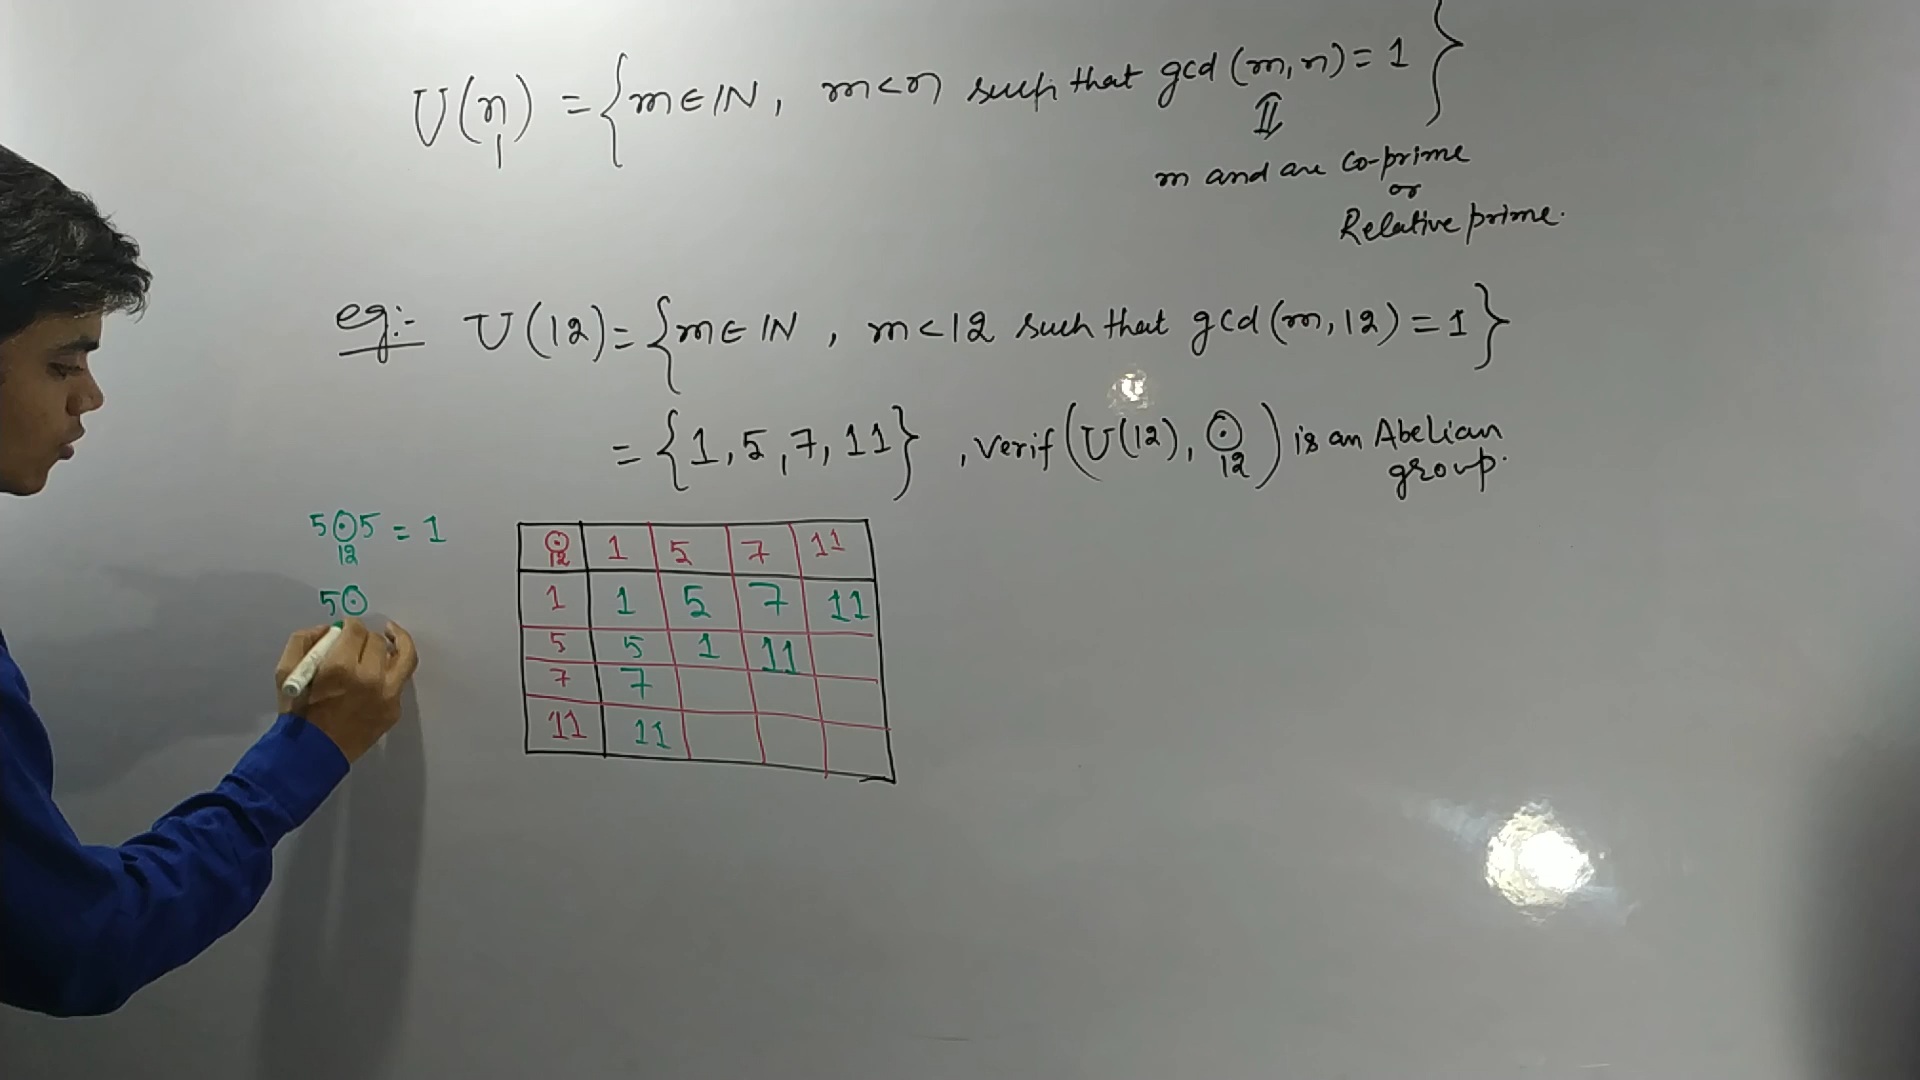 U(n) = {m∈IN, m<n such that gcd (m,n) = 1}
⇕
m and are Co-prime
or
Relative prime.
eg:- U(12) = {m∈IN, m<12 such that gcd(m,12) = 1}
= {1, 5, 7, 11}, verif (U(12), ⊙12) is an Abelian
group.
5⊙12 5 = 1
5⊙
⊙12 1 5 7 11
1 1 5 7 11
5 5 1 11
7 7
11 11